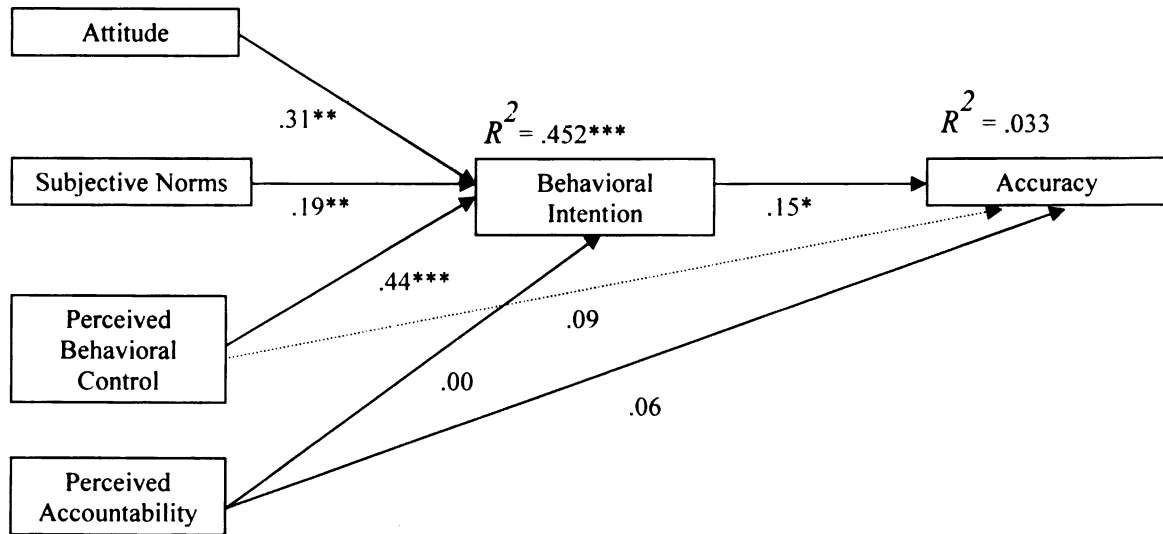 Attitude
.31**
R² = .452***
R² = .033
Subjective Norms
Behavioral
Intention
Accuracy
.19**
.15*
.44***
Perceived
Behavioral
Control
.09
.00
.06
Perceived
Accountability